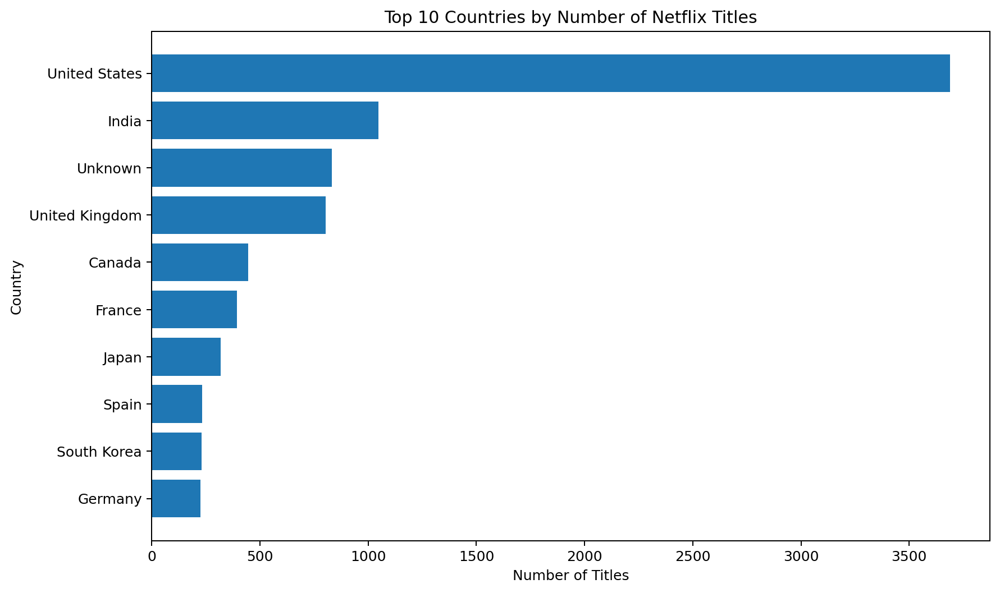 Top 10 Countries by Number of Netflix Titles
United States
India
Unknown
United Kingdom
Canada
France
Japan
Spain
South Korea
Germany
Country
0 500 1000 1500 2000 2500 3000 3500
Number of Titles